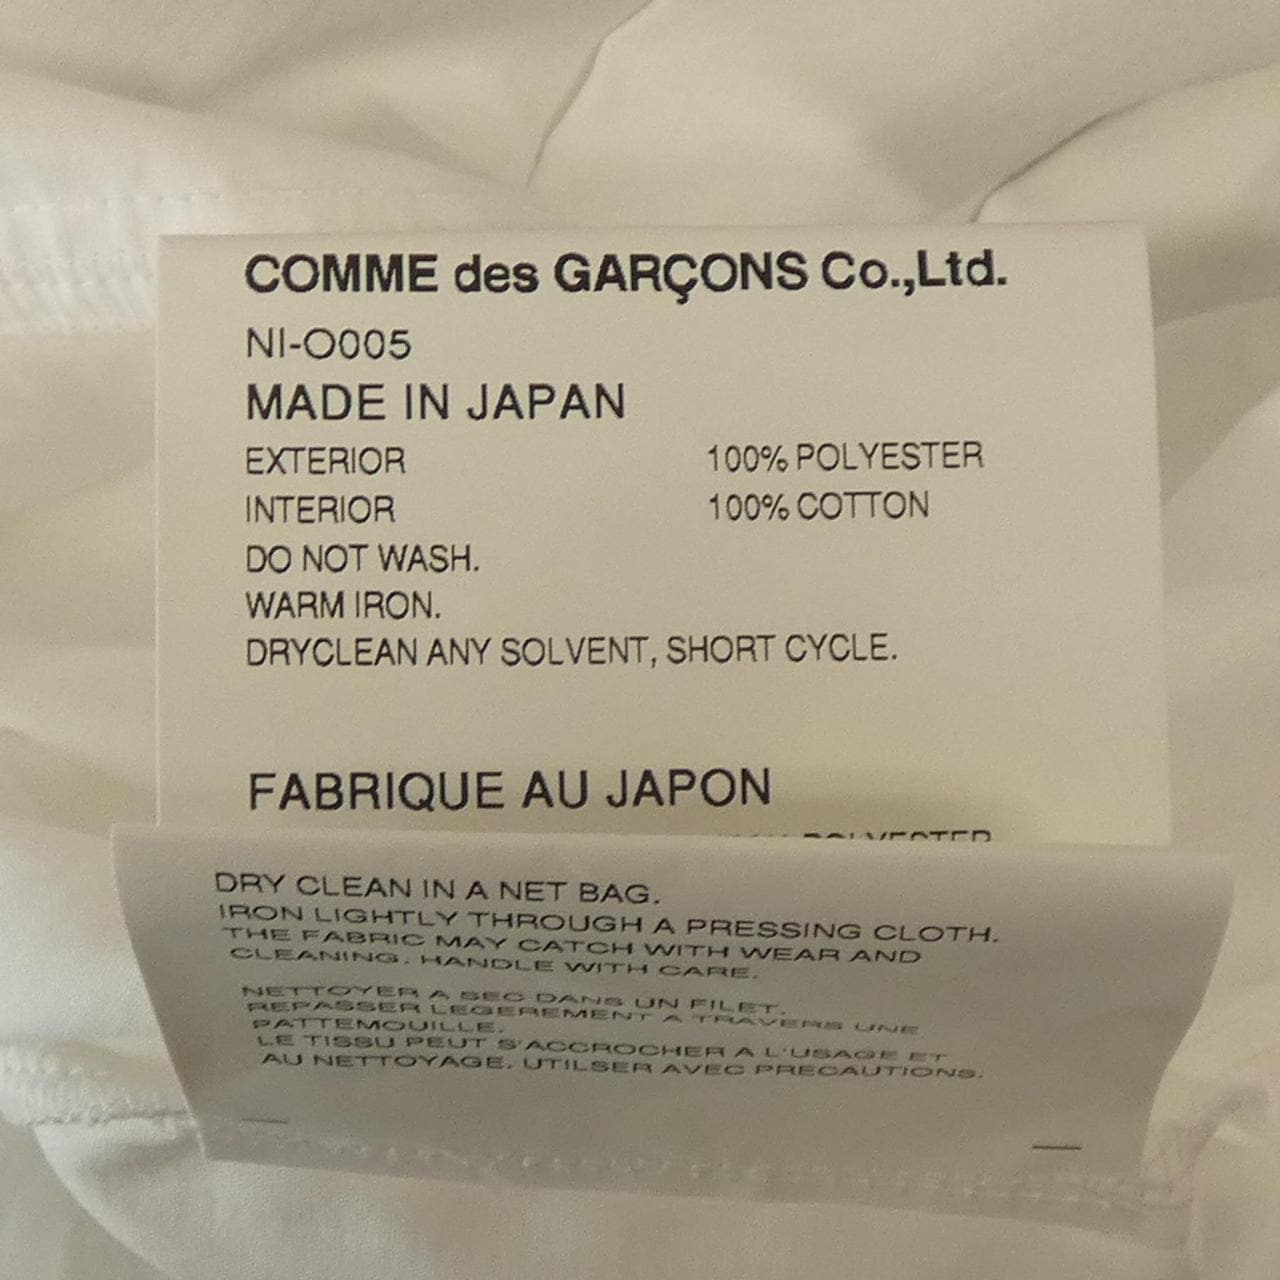 COMME des GARÇONS Co.,Ltd.
NI-O005
MADE IN JAPAN
EXTERIOR 100% POLYESTER
INTERIOR 100% COTTON
DO NOT WASH.
WARM IRON.
DRYCLEAN ANY SOLVENT, SHORT CYCLE.
FABRIQUE AU JAPON
POLYESTER
DRY CLEAN IN A NET BAG.
IRON LIGHTLY THROUGH A PRESSING CLOTH.
THE FABRIC MAY CATCH WITH WEAR AND
CLEANING. HANDLE WITH CARE.
NETTOYER A SEC DANS UN FILET.
REPASSER LEGEREMENT A TRAVERS UNE
PATTEMOUILLE.
LE TISSU PEUT S'ACCROCHER A L'USAGE ET
AU NETTOYAGE. UTILSER AVEC PRECAUTIONS.